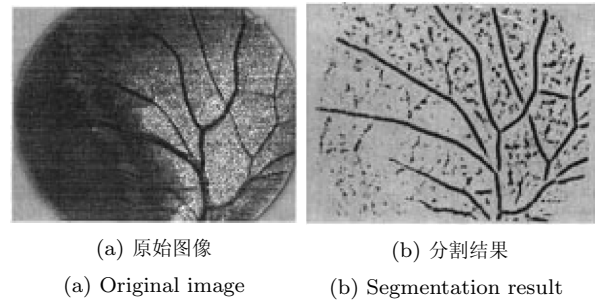 (a) 原始图像
(b) 分割结果
(a) Original image
(b) Segmentation result